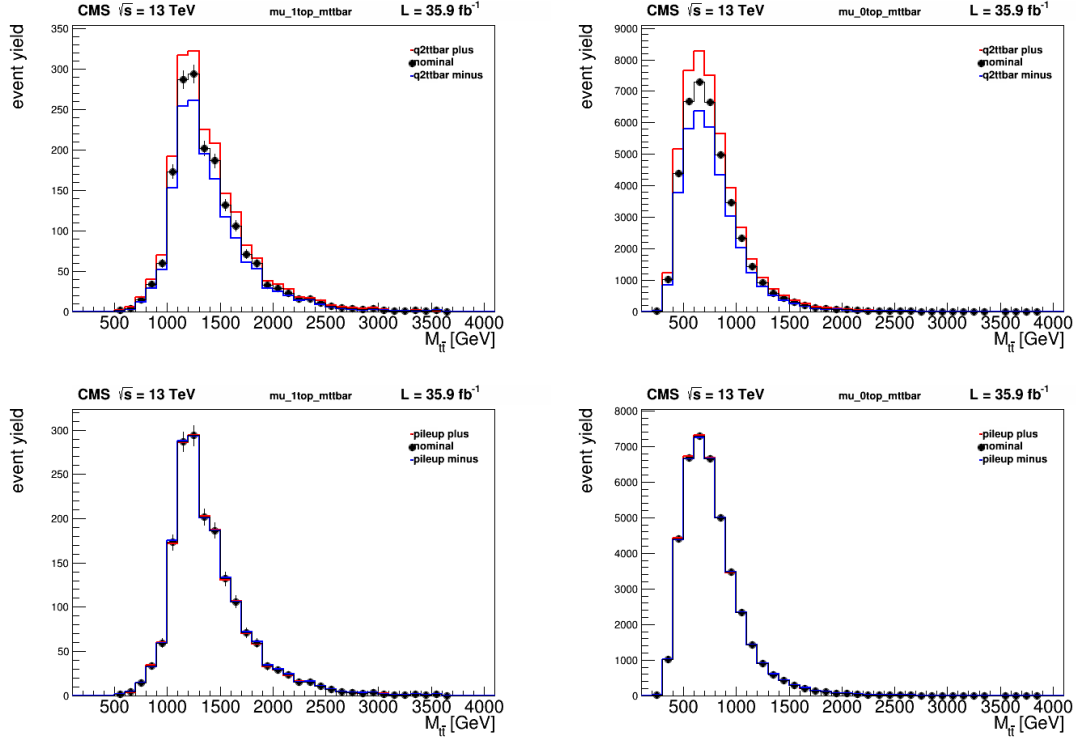 CMS √s = 13 TeV mu_1top_mttbar L = 35.9 fb⁻¹
event yield
350
300
250
200
150
100
50
0
q2ttbar plus
nominal
q2ttbar minus
500 1000 1500 2000 2500 3000 3500 4000
M_tt̄ [GeV]
CMS √s = 13 TeV mu_0top_mttbar L = 35.9 fb⁻¹
event yield
9000
8000
7000
6000
5000
4000
3000
2000
1000
0
q2ttbar plus
nominal
q2ttbar minus
500 1000 1500 2000 2500 3000 3500 4000
M_tt̄ [GeV]
CMS √s = 13 TeV mu_1top_mttbar L = 35.9 fb⁻¹
event yield
300
250
200
150
100
50
0
pileup plus
nominal
pileup minus
500 1000 1500 2000 2500 3000 3500 4000
M_tt̄ [GeV]
CMS √s = 13 TeV mu_0top_mttbar L = 35.9 fb⁻¹
event yield
8000
7000
6000
5000
4000
3000
2000
1000
0
pileup plus
nominal
pileup minus
500 1000 1500 2000 2500 3000 3500 4000
M_tt̄ [GeV]